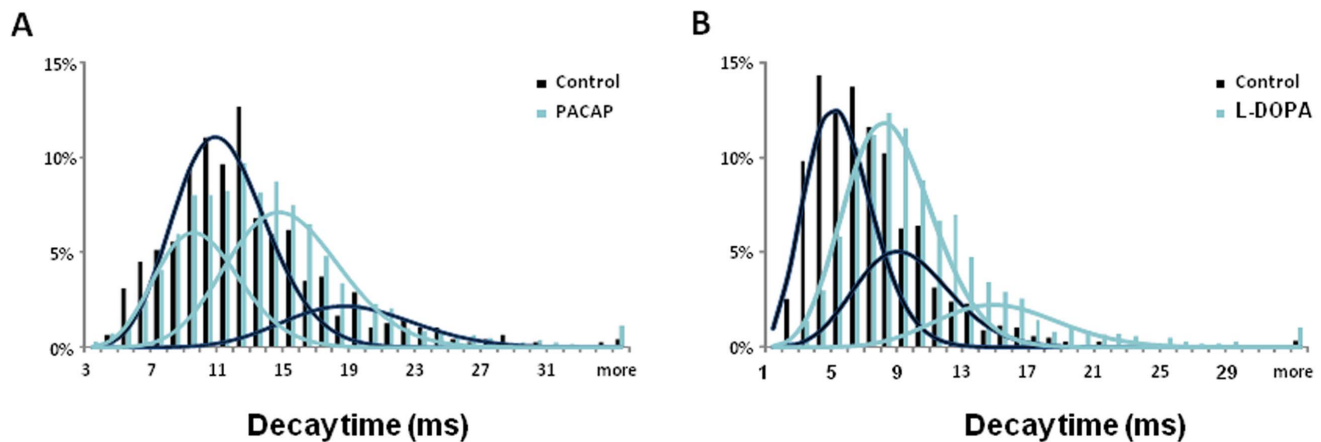 A
15%
10%
5%
0%
Control
PACAP
3 7 11 15 19 23 27 31 more
Decaytime (ms)
B
15%
10%
5%
0%
Control
L-DOPA
1 5 9 13 17 21 25 29 more
Decaytime (ms)